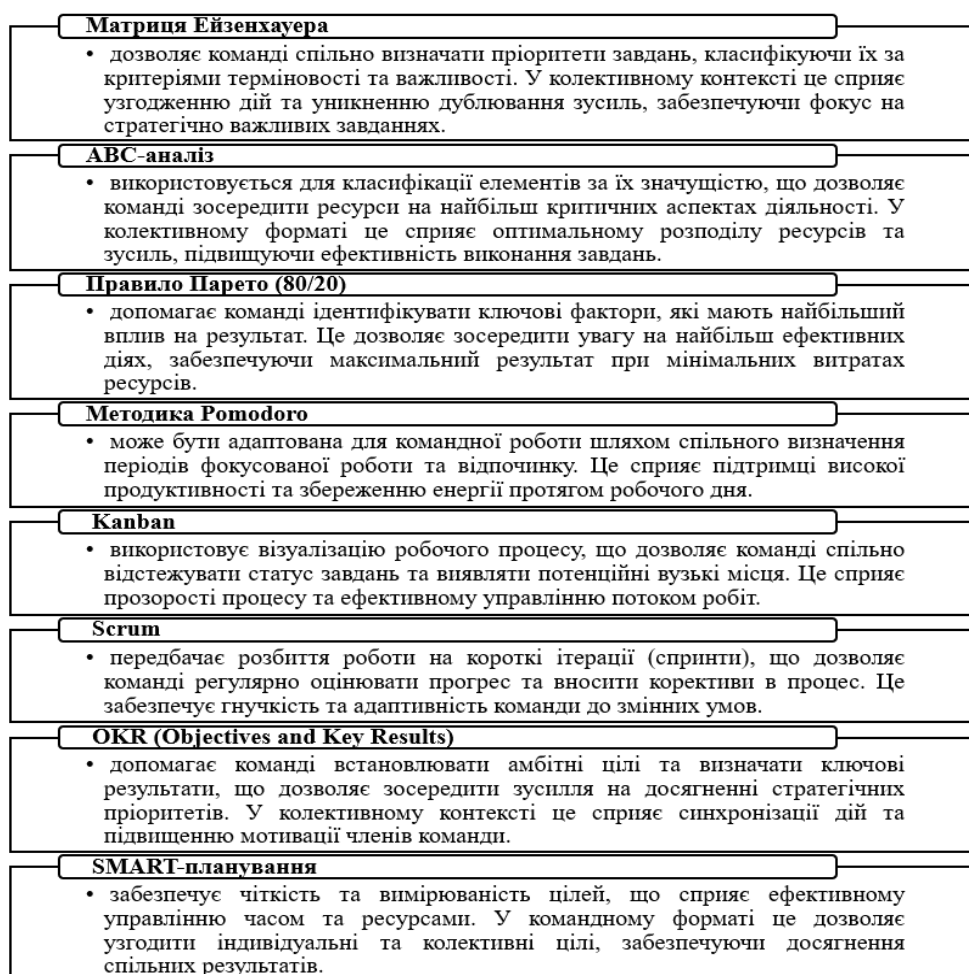 Матриця Ейзенхауера
• дозволяє команді спільно визначати пріоритети завдань, класифікуючи їх за
критеріями терміновості та важливості. У колективному контексті це сприяє
узгодженню дій та уникненню дублювання зусиль, забезпечуючи фокус на
стратегічно важливих завданнях.
ABC-аналіз
• використовується для класифікації елементів за їх значущістю, що дозволяє
команді зосередити ресурси на найбільш критичних аспектах діяльності. У
колективному форматі це сприяє оптимальному розподілу ресурсів та
зусиль, підвищуючи ефективність виконання завдань.
Правило Парето (80/20)
• допомагає команді ідентифікувати ключові фактори, які мають найбільший
вплив на результат. Це дозволяє зосередити увагу на найбільш ефективних
діях, забезпечуючи максимальний результат при мінімальних витратах
ресурсів.
Методика Pomodoro
• може бути адаптована для командної роботи шляхом спільного визначення
періодів фокусованої роботи та відпочинку. Це сприяє підтримці високої
продуктивності та збереженню енергії протягом робочого дня.
Kanban
• використовує візуалізацію робочого процесу, що дозволяє команді спільно
відстежувати статус завдань та виявляти потенційні вузькі місця. Це сприяє
прозорості процесу та ефективному управлінню потоком робіт.
Scrum
• передбачає розбиття роботи на короткі ітерації (спринти), що дозволяє
команді регулярно оцінювати прогрес та вносити корективи в процес. Це
забезпечує гнучкість та адаптивність команди до змінних умов.
OKR (Objectives and Key Results)
• допомагає команді встановлювати амбітні цілі та визначати ключові
результати, що дозволяє зосередити зусилля на досягненні стратегічних
пріоритетів. У колективному контексті це сприяє синхронізації дій та
підвищенню мотивації членів команди.
SMART-планування
• забезпечує чіткість та вимірюваність цілей, що сприяє ефективному
управлінню часом та ресурсами. У командному форматі це дозволяє
узгодити індивідуальні та колективні цілі, забезпечуючи досягнення
спільних результатів.